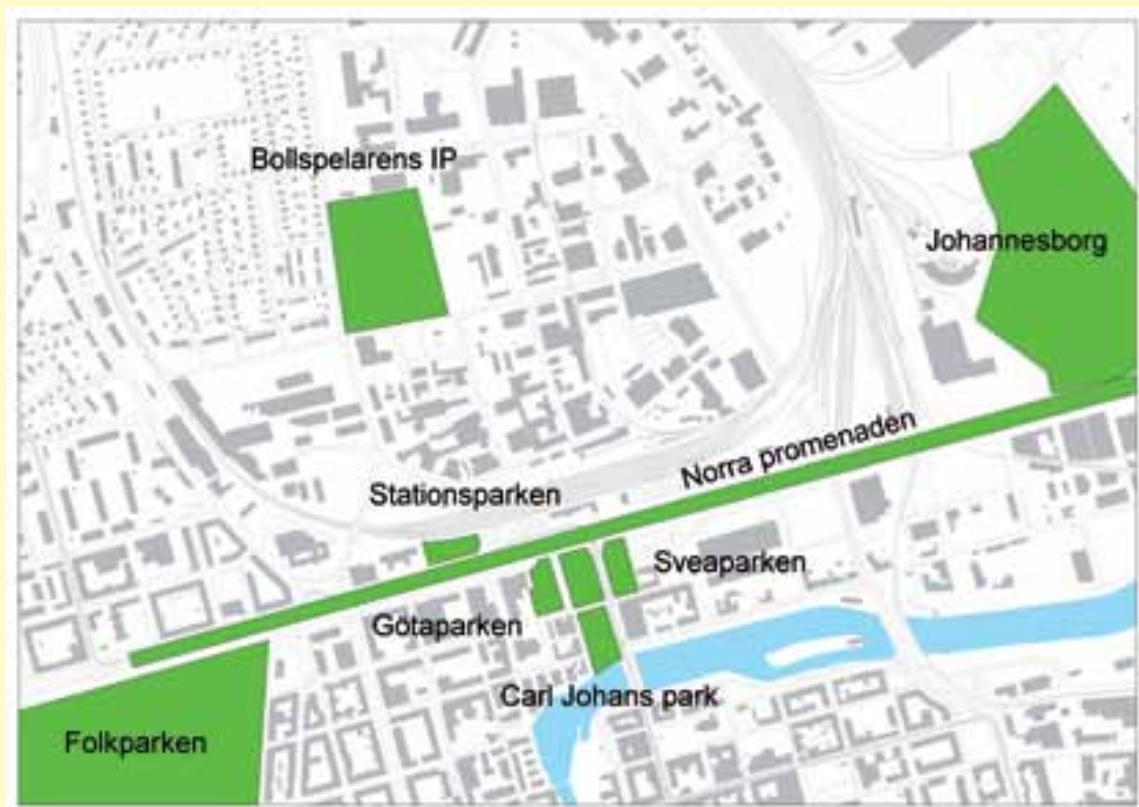 Bollspelarens IP
Johannesborg
Norra promenaden
Stationsparken
Sveaparken
Götaparken
Carl Johans park
Folkparken